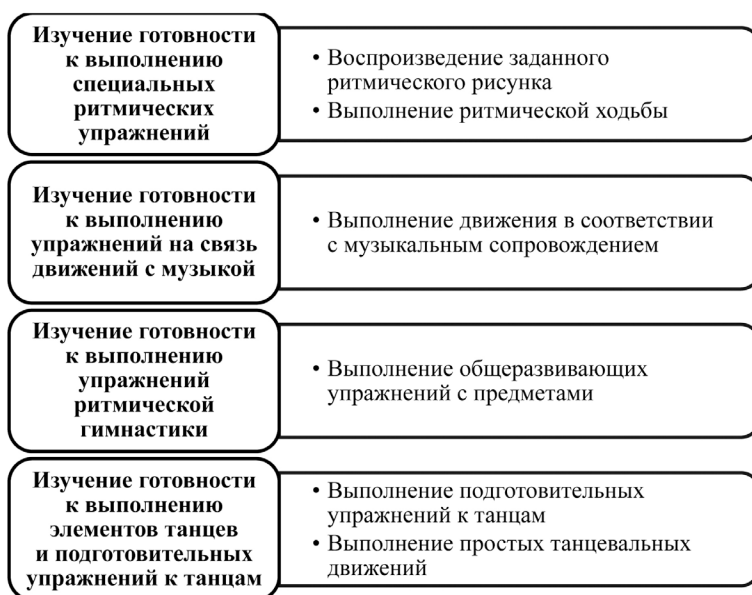 Изучение готовности
к выполнению
специальных
ритмических
упражнений
• Воспроизведение заданного
ритмического рисунка
• Выполнение ритмической ходьбы
Изучение готовности
к выполнению
упражнений на связь
движений с музыкой
• Выполнение движения в соответствии
с музыкальным сопровождением
Изучение готовности
к выполнению
упражнений
ритмической
гимнастики
• Выполнение общеразвивающих
упражнений с предметами
Изучение готовности
к выполнению
элементов танцев
и подготовительных
упражнений к танцам
• Выполнение подготовительных
упражнений к танцам
• Выполнение простых танцевальных
движений